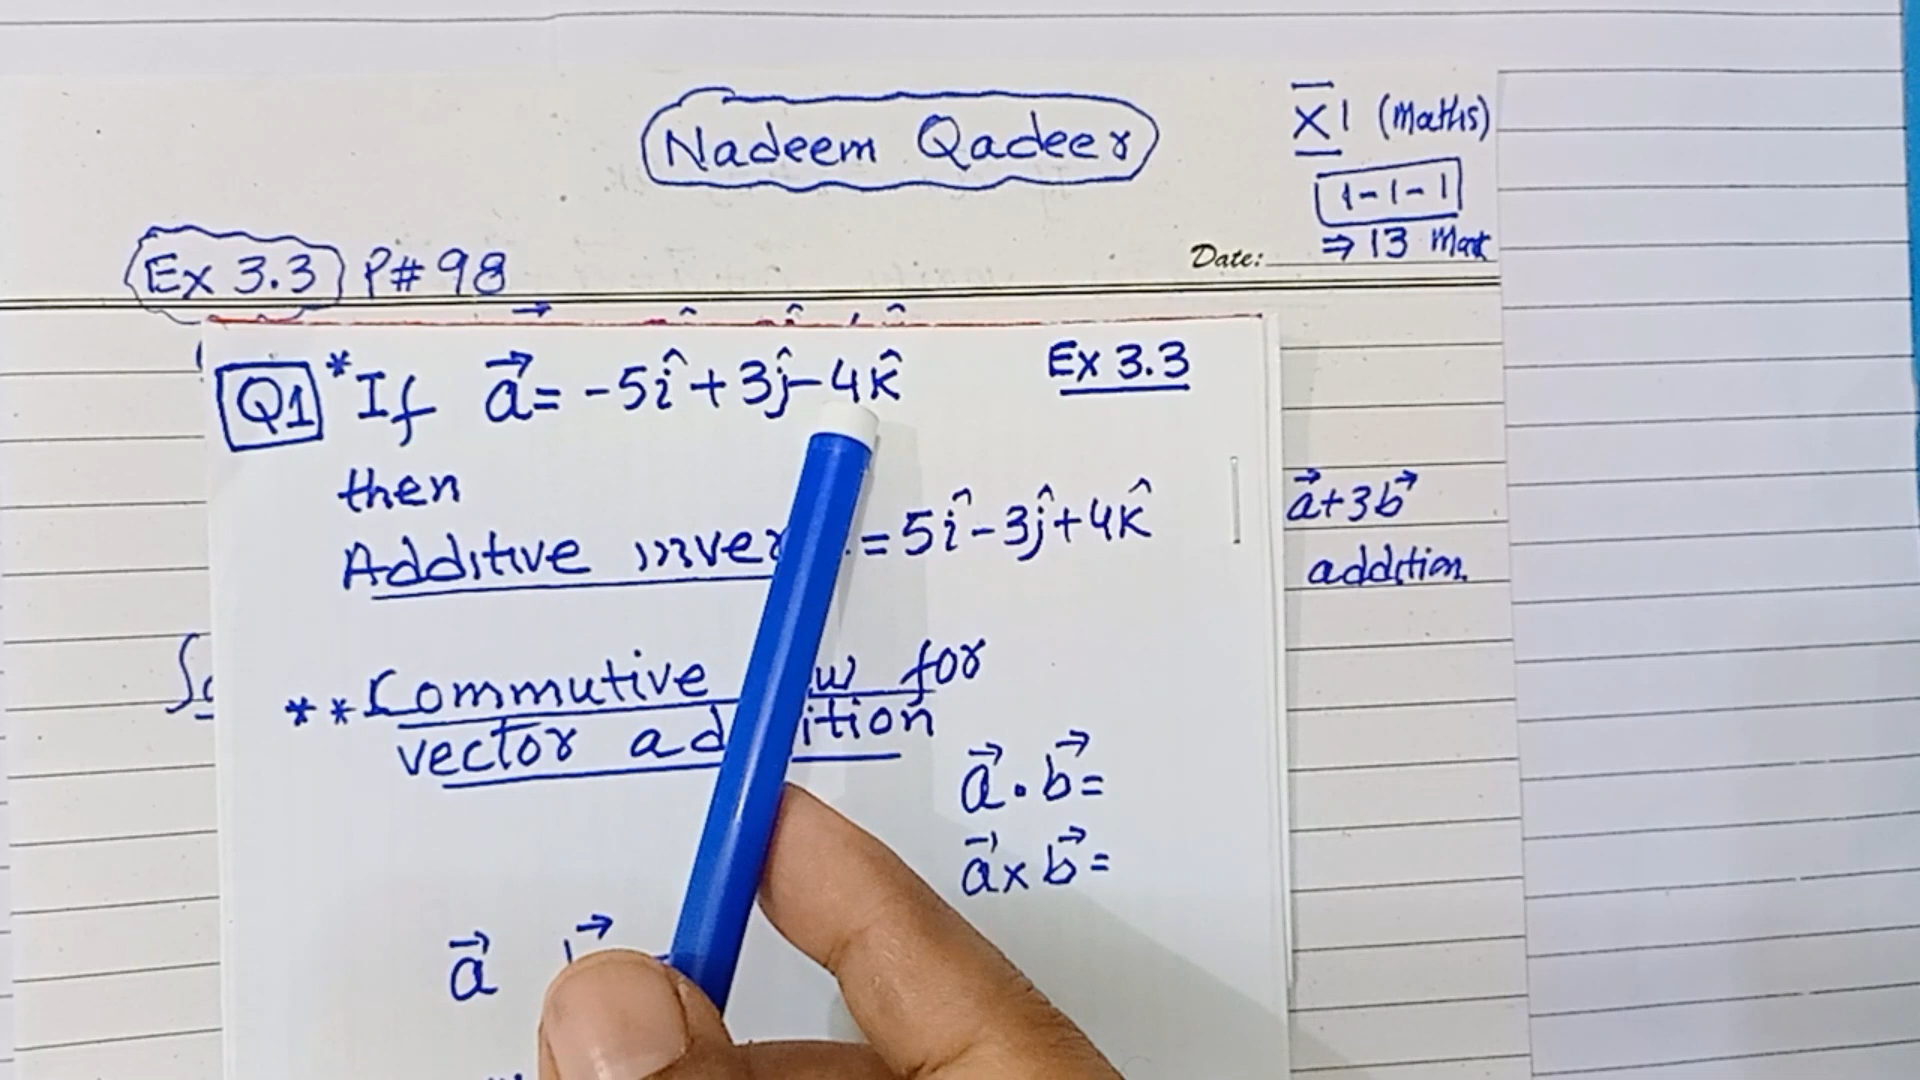 Nadeem Qadeer
XI (Maths)
1-1-1
⇒ 13 Mark
Date:
Ex 3.3 P# 98
Q1 *If a⃗ = -5î+3ĵ-4k̂ Ex 3.3
then
Additive = 5î-3ĵ+4k̂
a⃗+3b⃗
addition.
**Commutive for
vector
a⃗ . b⃗ =
a⃗ x b⃗ =
a⃗